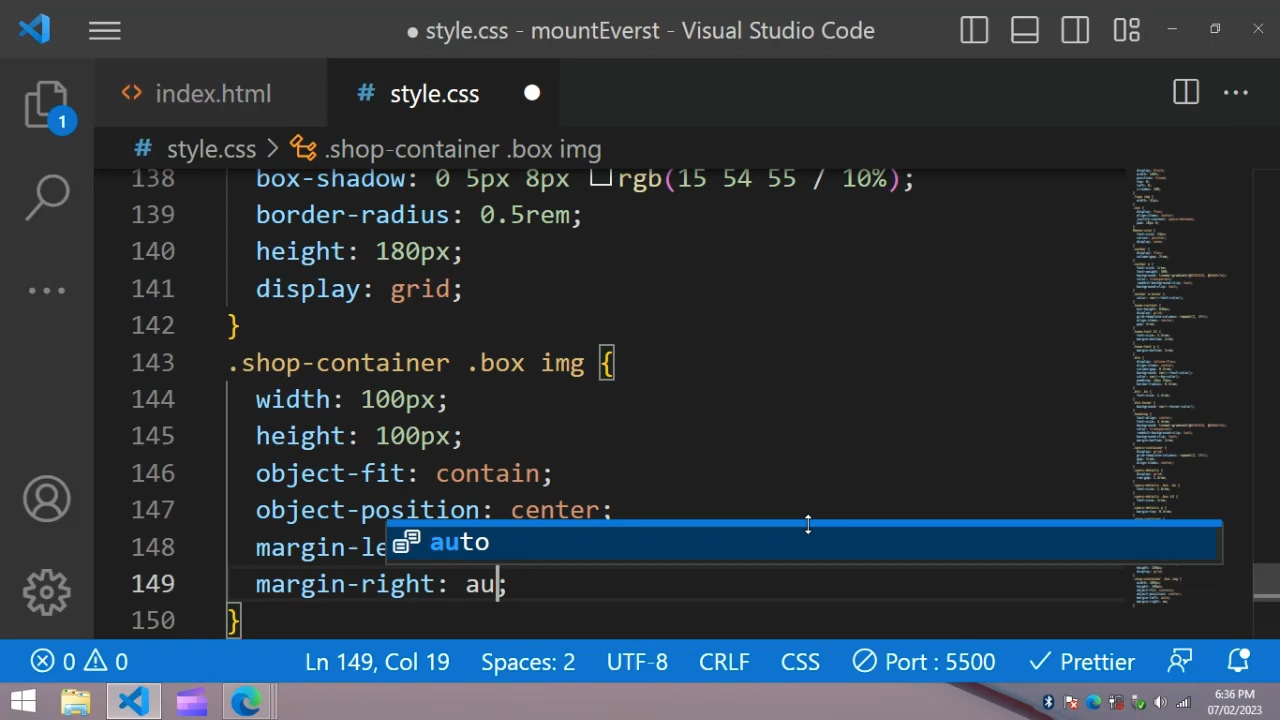 style.css - mountEverst - Visual Studio Code
1
index.html
# style.css
# style.css > .shop-container .box img
138 box-shadow: 0 5px 8px rgb(15 54 55 / 10%);
139 border-radius: 0.5rem;
140 height: 180px;
141 display: grid;
142 }
143 .shop-container .box img {
144 width: 100px;
145 height: 100px;
146 object-fit: contain;
147 object-position: center;
148 margin-le
auto
149 margin-right: au;
150 }
0 0 Ln 149, Col 19 Spaces: 2 UTF-8 CRLF CSS Port : 5500 Prettier
6:36 PM
07/02/2023